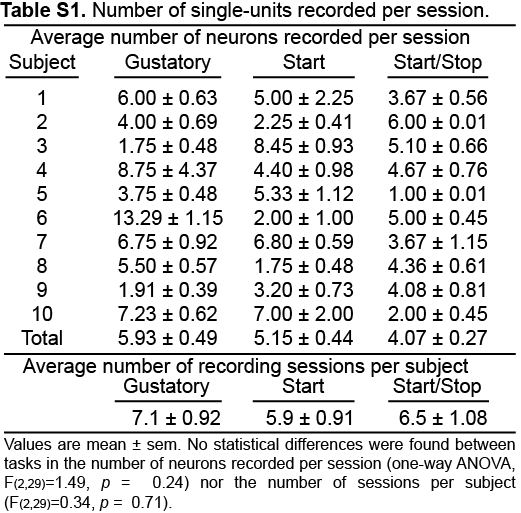 Table S1. Number of single-units recorded per session.
Average number of neurons recorded per session
Subject Gustatory Start Start/Stop
1 6.00 ± 0.63 5.00 ± 2.25 3.67 ± 0.56
2 4.00 ± 0.69 2.25 ± 0.41 6.00 ± 0.01
3 1.75 ± 0.48 8.45 ± 0.93 5.10 ± 0.66
4 8.75 ± 4.37 4.40 ± 0.98 4.67 ± 0.76
5 3.75 ± 0.48 5.33 ± 1.12 1.00 ± 0.01
6 13.29 ± 1.15 2.00 ± 1.00 5.00 ± 0.45
7 6.75 ± 0.92 6.80 ± 0.59 3.67 ± 1.15
8 5.50 ± 0.57 1.75 ± 0.48 4.36 ± 0.61
9 1.91 ± 0.39 3.20 ± 0.73 4.08 ± 0.81
10 7.23 ± 0.62 7.00 ± 2.00 2.00 ± 0.45
Total 5.93 ± 0.49 5.15 ± 0.44 4.07 ± 0.27
Average number of recording sessions per subject
Gustatory Start Start/Stop
7.1 ± 0.92 5.9 ± 0.91 6.5 ± 1.08
Values are mean ± sem. No statistical differences were found between
tasks in the number of neurons recorded per session (one-way ANOVA,
F(2,29)=1.49, p = 0.24) nor the number of sessions per subject
(F(2,29)=0.34, p = 0.71).